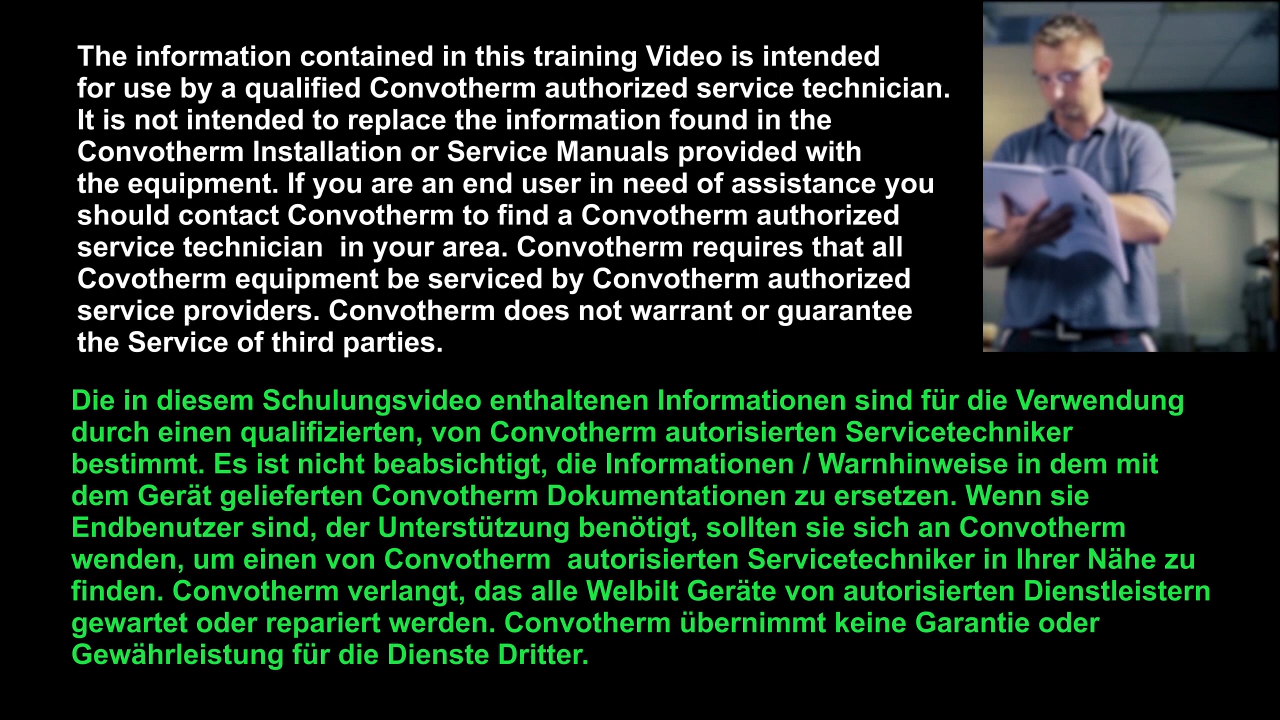 The information contained in this training Video is intended
for use by a qualified Convotherm authorized service technician.
It is not intended to replace the information found in the
Convotherm Installation or Service Manuals provided with
the equipment. If you are an end user in need of assistance you
should contact Convotherm to find a Convotherm authorized
service technician  in your area. Convotherm requires that all
Covotherm equipment be serviced by Convotherm authorized
service providers. Convotherm does not warrant or guarantee
the Service of third parties.
Die in diesem Schulungsvideo enthaltenen Informationen sind für die Verwendung
durch einen qualifizierten, von Convotherm autorisierten Servicetechniker
bestimmt. Es ist nicht beabsichtigt, die Informationen / Warnhinweise in dem mit
dem Gerät gelieferten Convotherm Dokumentationen zu ersetzen. Wenn sie
Endbenutzer sind, der Unterstützung benötigt, sollten sie sich an Convotherm
wenden, um einen von Convotherm  autorisierten Servicetechniker in Ihrer Nähe zu
finden. Convotherm verlangt, das alle Welbilt Geräte von autorisierten Dienstleistern
gewartet oder repariert werden. Convotherm übernimmt keine Garantie oder
Gewährleistung für die Dienste Dritter.